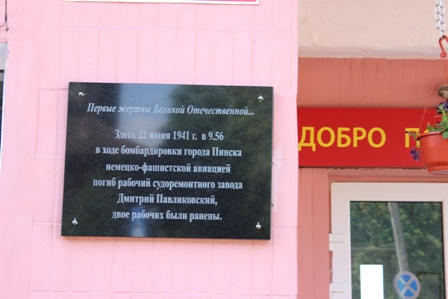 Первые жертвы Великой Отечественной...
Здесь 22 июня 1941 г. в 9.56
в ходе бомбардировки города Пинска
немецко-фашистской авиацией
погиб рабочий судоремонтного завода
Дмитрий Павликовский,
двое рабочих были ранены.
ДОБРО П